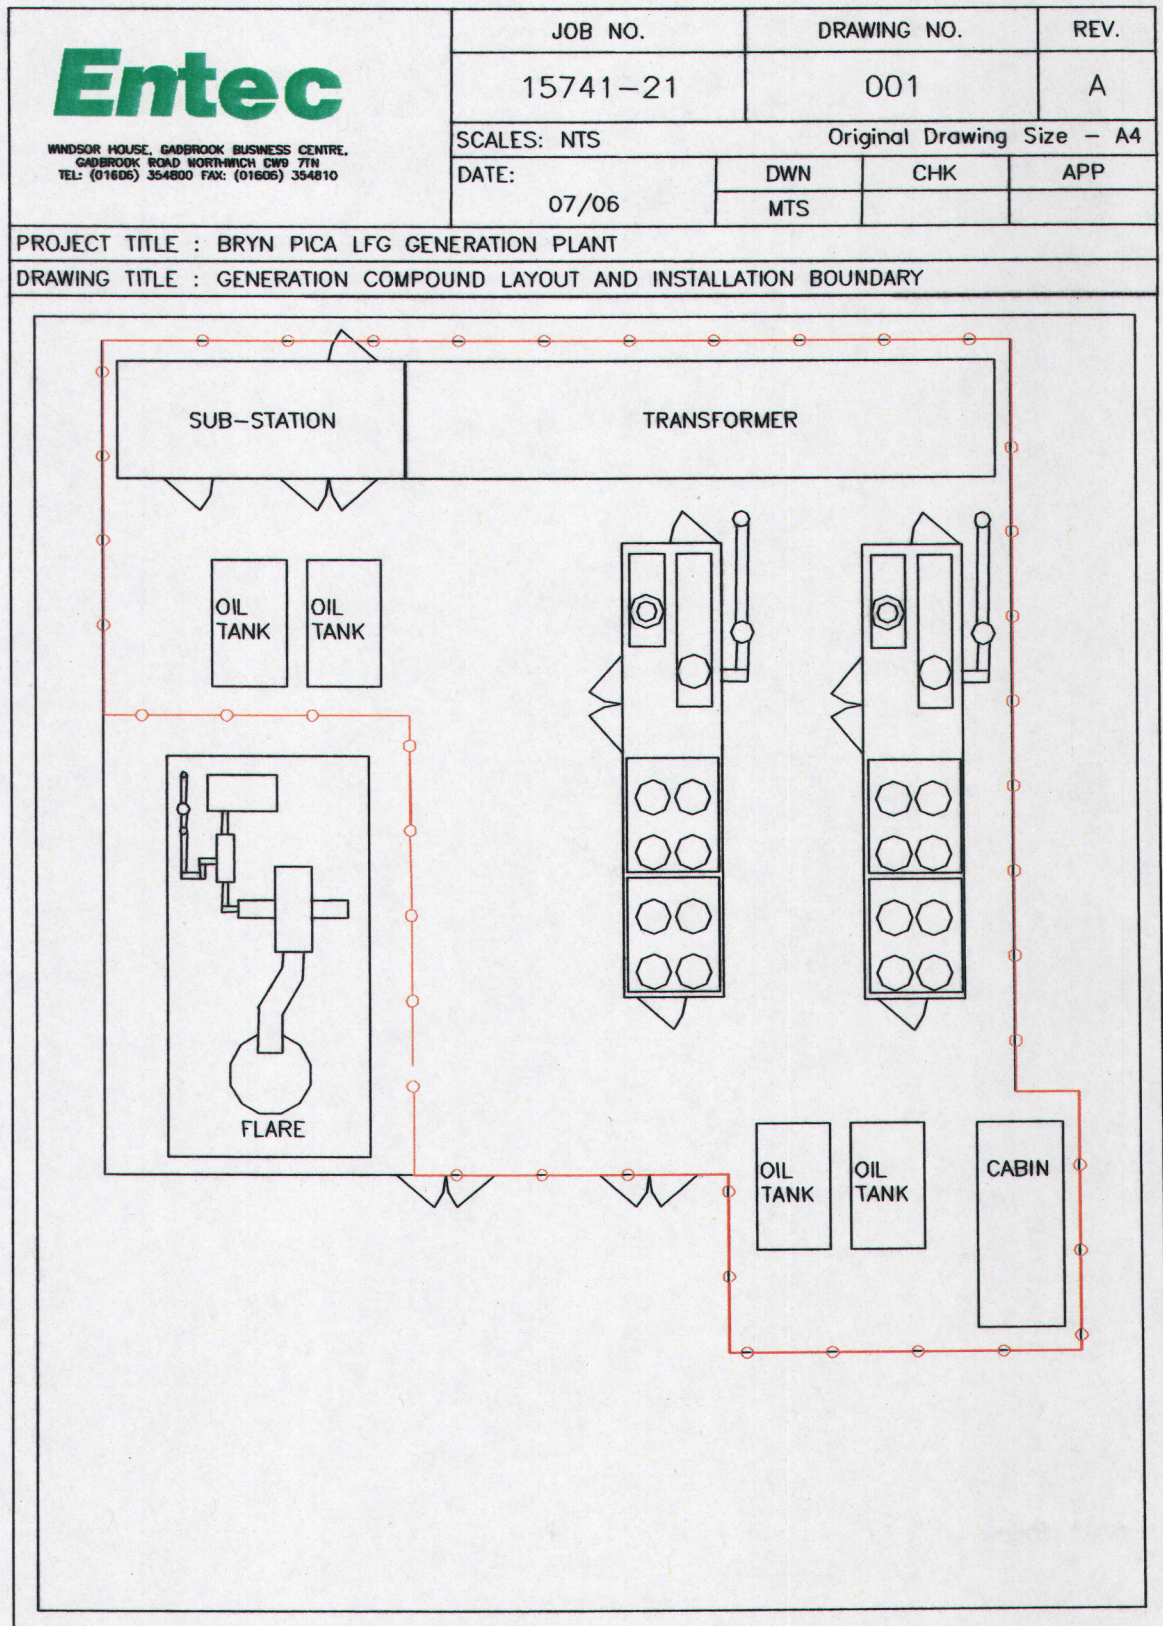 Entec
WINDSOR HOUSE, GADBROOK BUSINESS CENTRE,
GADBROOK ROAD NORTHWICH CW9 7TN
TEL: (01606) 354800 FAX: (01606) 354810
JOB NO.
DRAWING NO.
REV.
15741-21
001
A
SCALES: NTS
Original Drawing Size - A4
DATE:
07/06
DWN
CHK
APP
MTS
PROJECT TITLE : BRYN PICA LFG GENERATION PLANT
DRAWING TITLE : GENERATION COMPOUND LAYOUT AND INSTALLATION BOUNDARY
SUB-STATION
TRANSFORMER
OIL
TANK
OIL
TANK
FLARE
OIL
TANK
OIL
TANK
CABIN